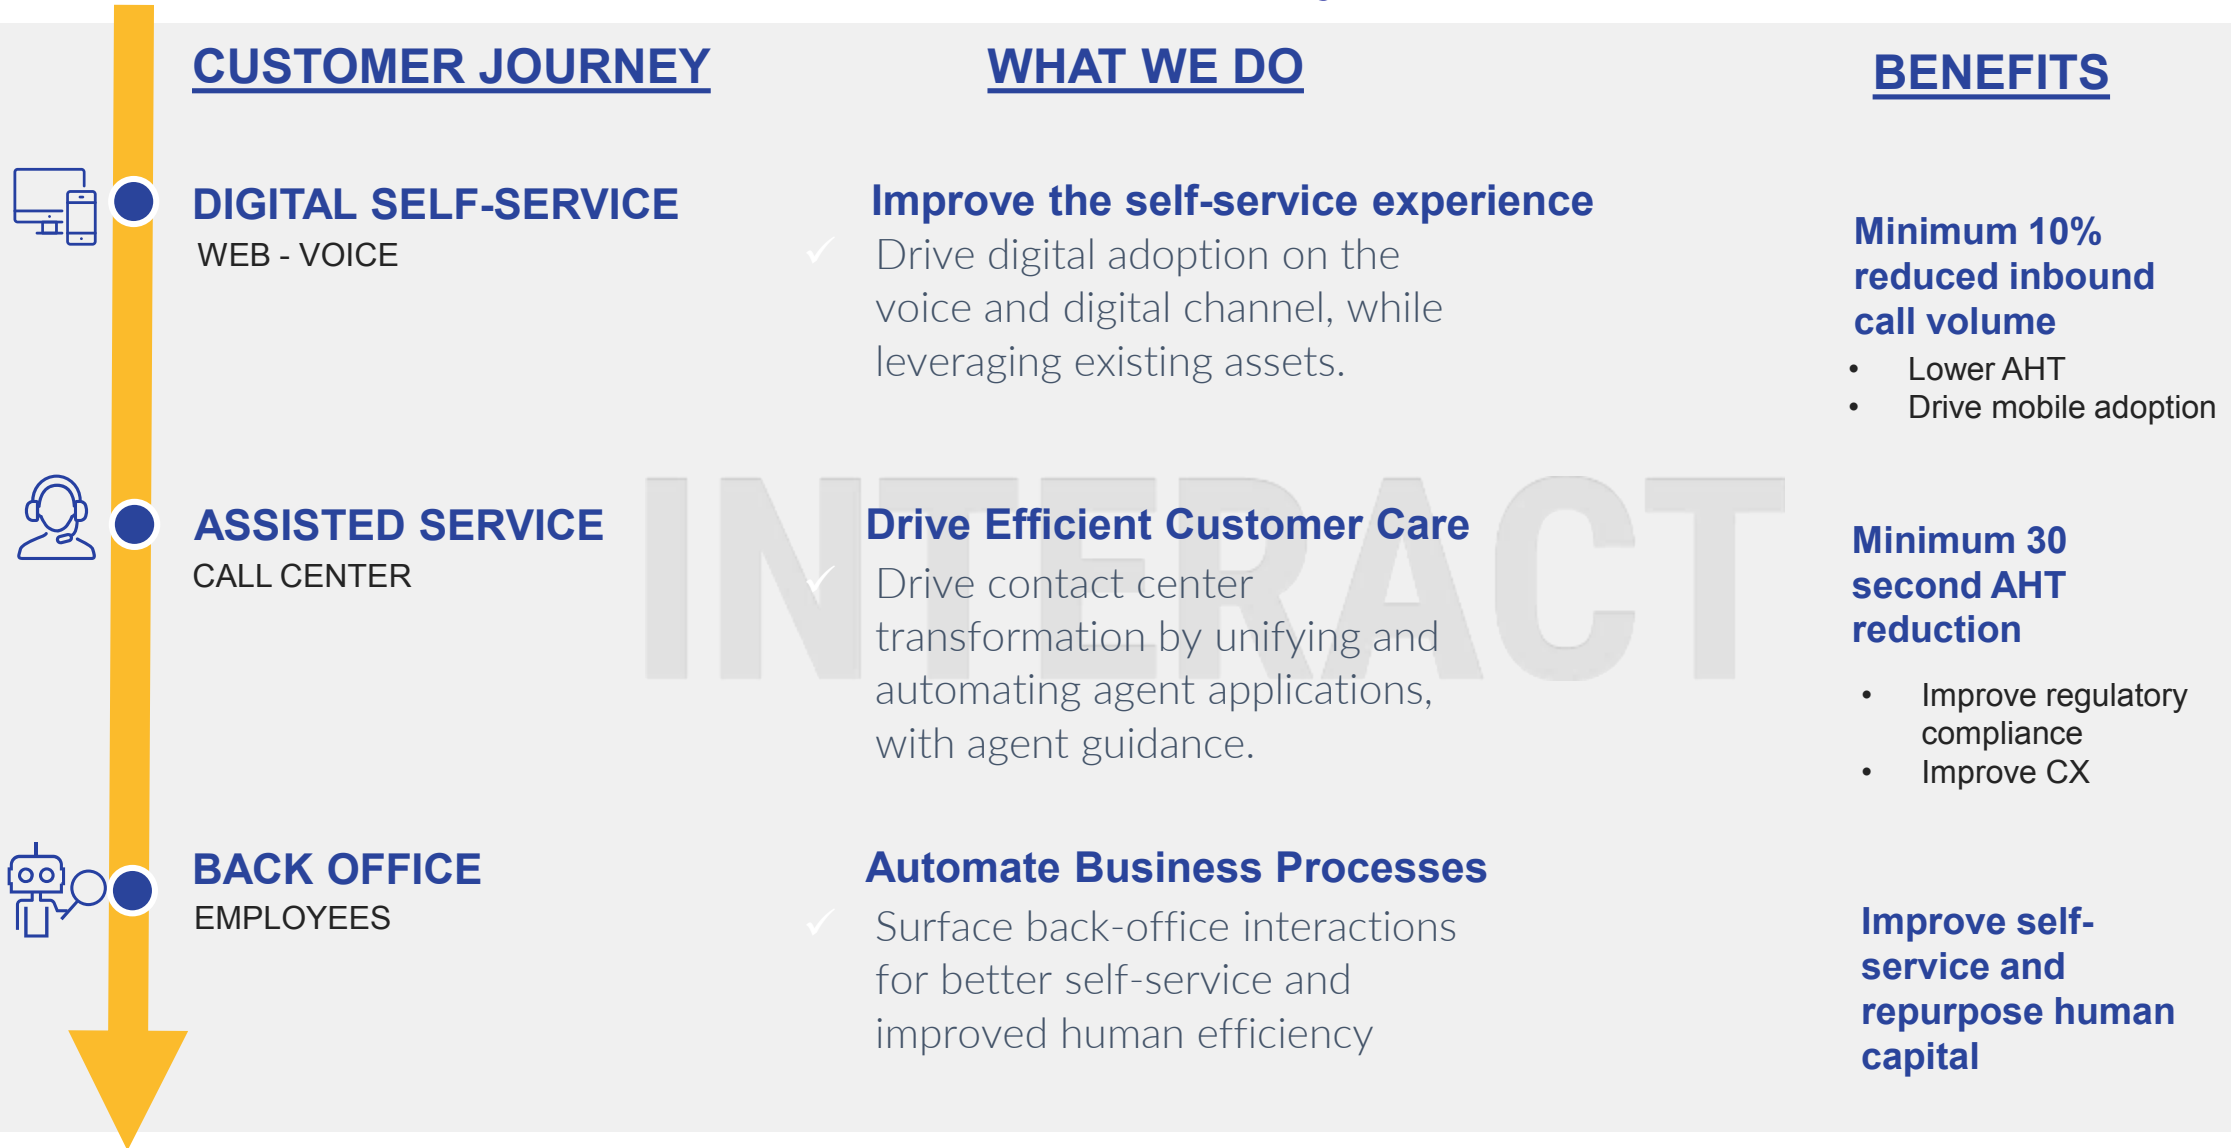 CUSTOMER JOURNEY
WHAT WE DO
BENEFITS
DIGITAL SELF-SERVICE
WEB - VOICE
Improve the self-service experience
✓ Drive digital adoption on the
voice and digital channel, while
leveraging existing assets.
Minimum 10%
reduced inbound
call volume
• Lower AHT
• Drive mobile adoption
INTERACT
ASSISTED SERVICE
CALL CENTER
Drive Efficient Customer Care
✓ Drive contact center
transformation by unifying and
automating agent applications,
with agent guidance.
Minimum 30
second AHT
reduction
• Improve regulatory
compliance
• Improve CX
BACK OFFICE
EMPLOYEES
Automate Business Processes
✓ Surface back-office interactions
for better self-service and
improved human efficiency
Improve self-
service and
repurpose human
capital